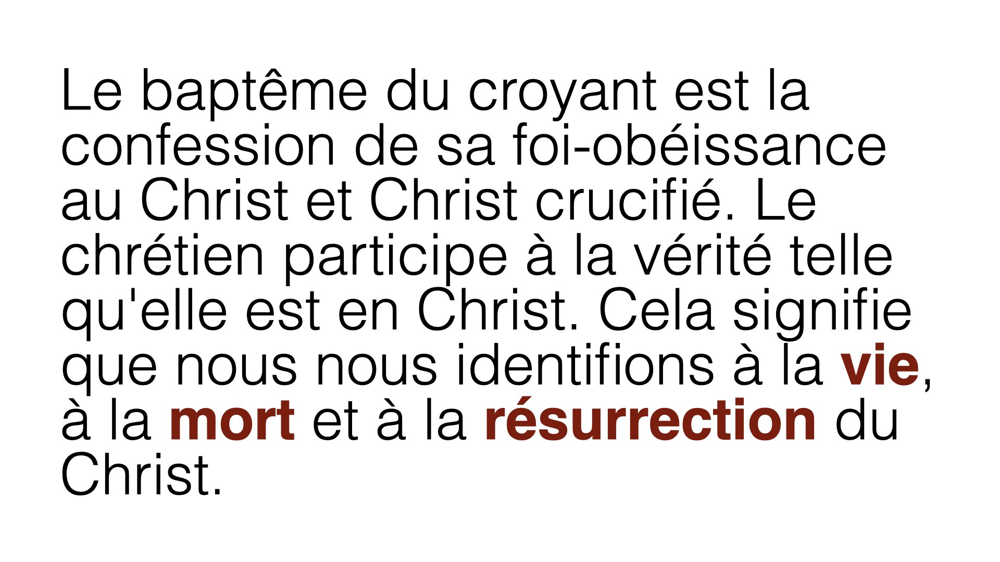 Le baptême du croyant est la
confession de sa foi-obéissance
au Christ et Christ crucifié. Le
chrétien participe à la vérité telle
qu'elle est en Christ. Cela signifie
que nous nous identifions à la vie,
à la mort et à la résurrection du
Christ.